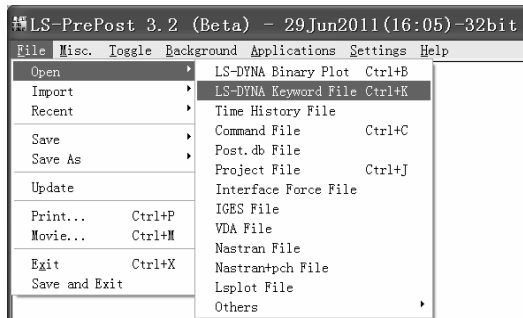 LS-PrePost 3.2 (Beta) - 29Jun2011(16:05)-32bit
File Misc. Toggle Background Applications Settings Help
Open
Import
Recent
Save
Save As
Update
Print... Ctrl+P
Movie... Ctrl+M
Exit Ctrl+X
Save and Exit
LS-DYNA Binary Plot Ctrl+B
LS-DYNA Keyword File Ctrl+K
Time History File
Command File Ctrl+C
Post.db File
Project File Ctrl+J
Interface Force File
IGES File
VDA File
Nastran File
Nastran+pch File
Lsplot File
Others